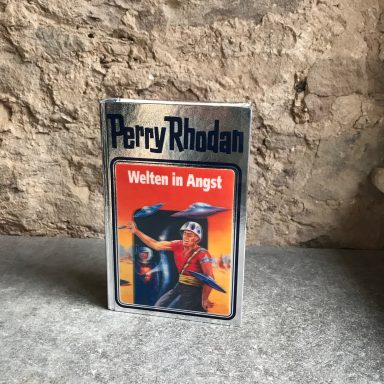 Perry Rhodan
Welten in Angst